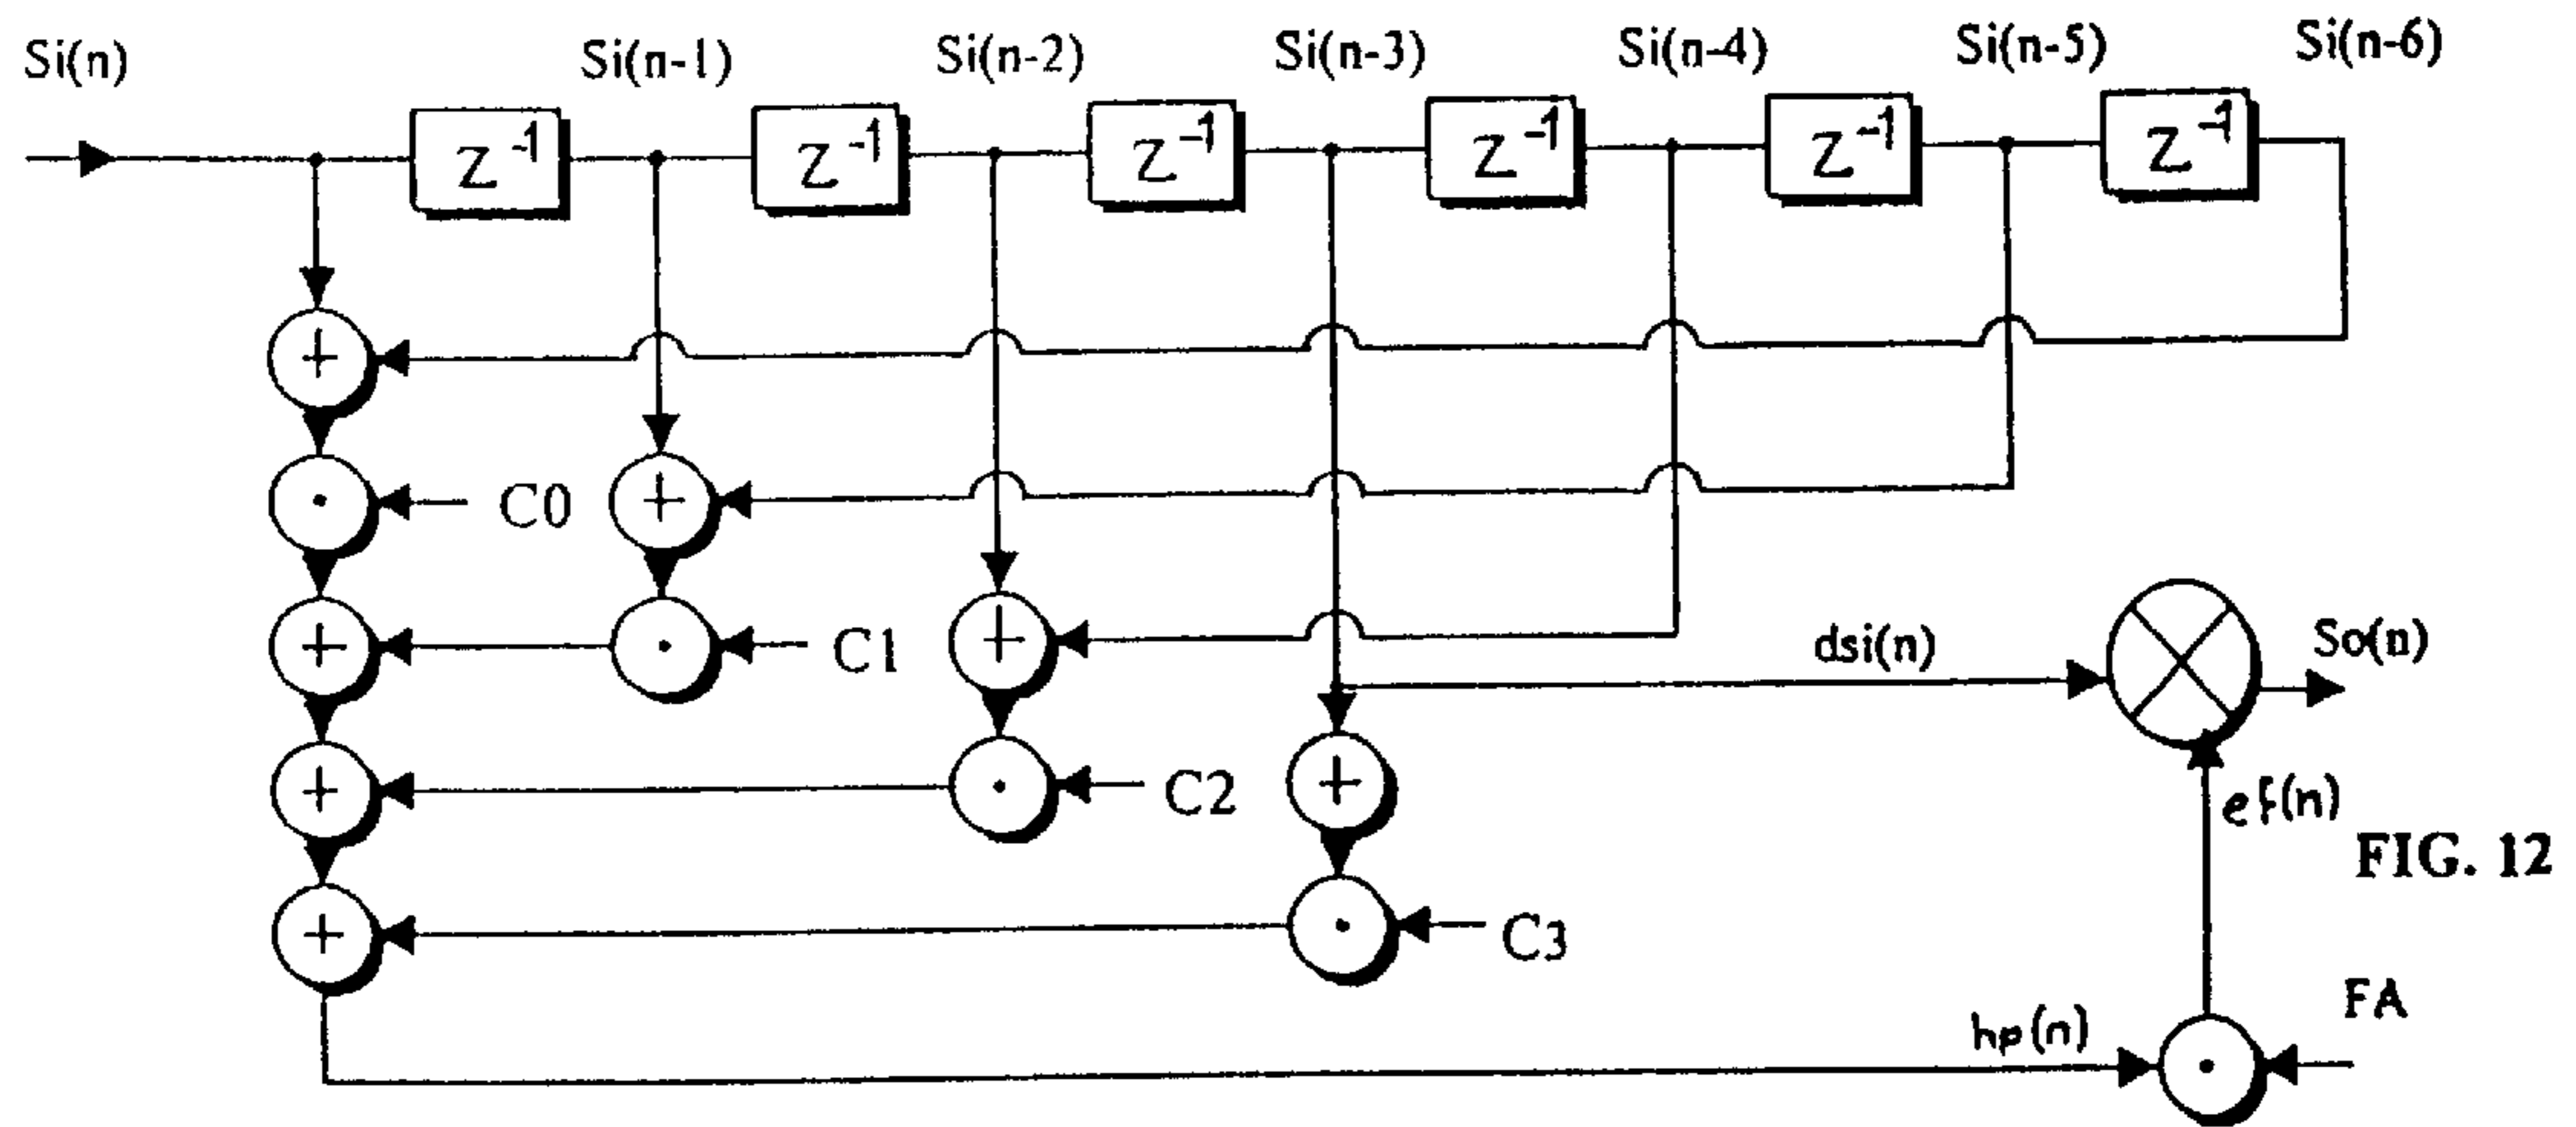 Si(n) Si(n-1) Si(n-2) Si(n-3) Si(n-4) Si(n-5) Si(n-6)
Z⁻¹ Z⁻¹ Z⁻¹ Z⁻¹ Z⁻¹ Z⁻¹
+
· C0 +
+ · C1 + dsi(n) So(n)
+ · C2 + ef(n)
FIG. 12
+ · C3
hp(n) · FA